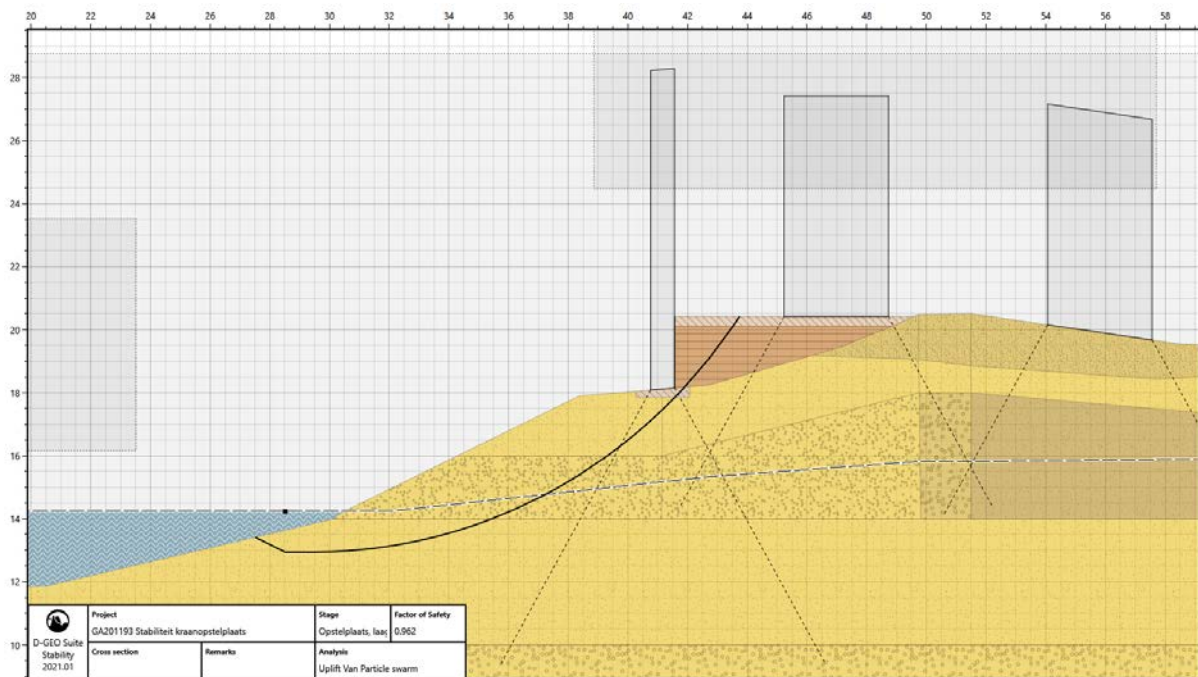 20 22 24 26 28 30 32 34 36 38 40 42 44 46 48 50 52 54 56 58
28
26
24
22
20
18
16
14
12
10
D-GEO Suite
Stability
2021.01
Project
GA201193 Stabiliteit kraanopstelplaats
Stage
Opstelplaats, laag
Factor of Safety
0.962
Cross section
Remarks
Analysis
Uplift Van Particle swarm